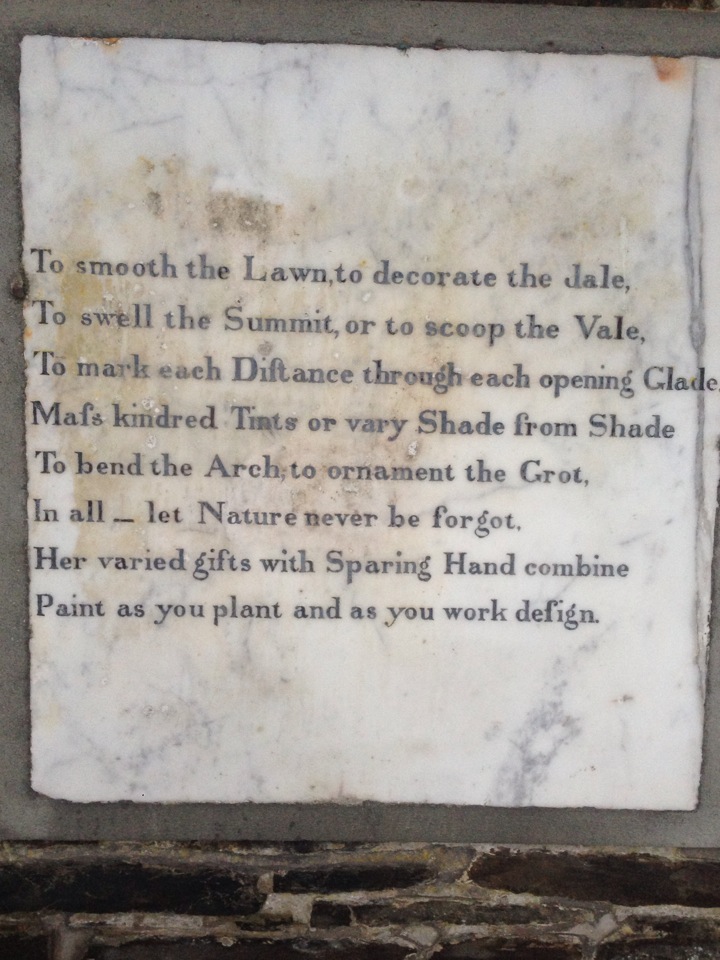 To smooth the Lawn, to decorate the dale,
To swell the Summit, or to scoop the Vale,
To mark each Diſtance through each opening Glade
Maſs kindred Tints or vary Shade from Shade
To bend the Arch, to ornament the Grot,
In all – let Nature never be forgot.
Her varied gifts with Sparing Hand combine
Paint as you plant and as you work deſign.